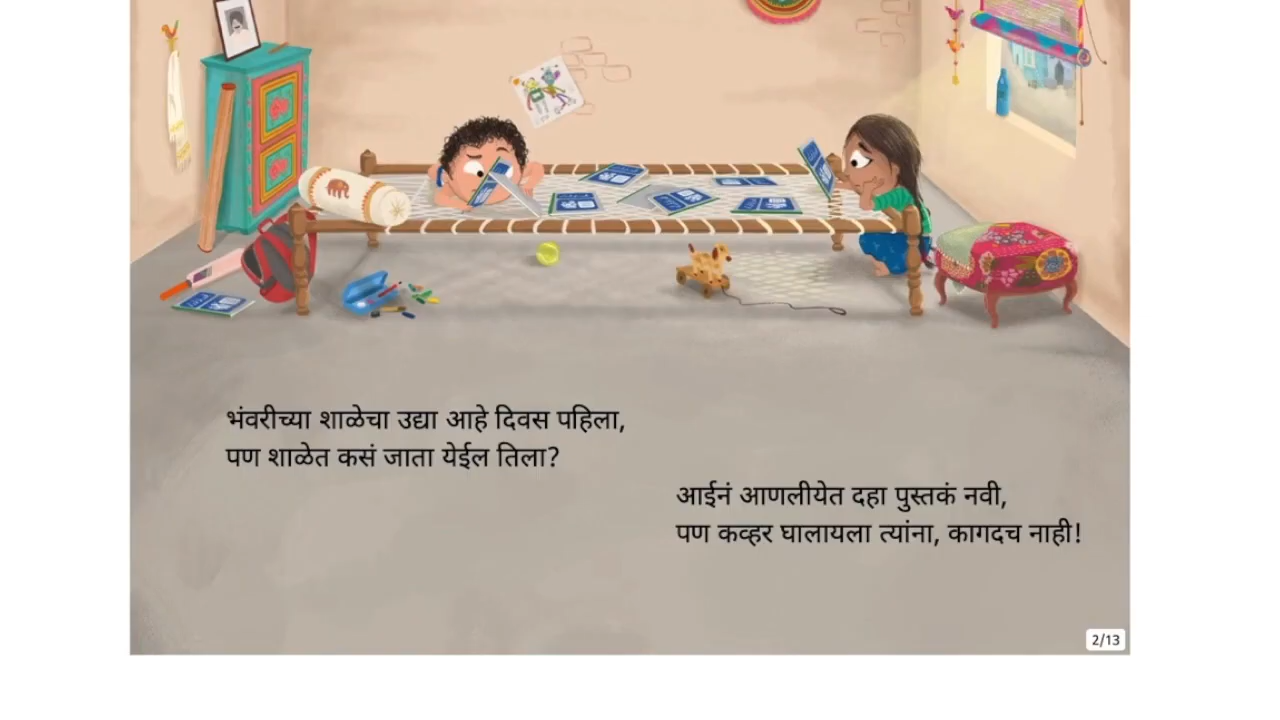 भंवरीच्या शाळेचा उद्या आहे दिवस पहिला,
पण शाळेत कसं जाता येईल तिला?
आईनं आणलीयेत दहा पुस्तकं नवी,
पण कव्हर घालायला त्यांना, कागदच नाही!
2/13